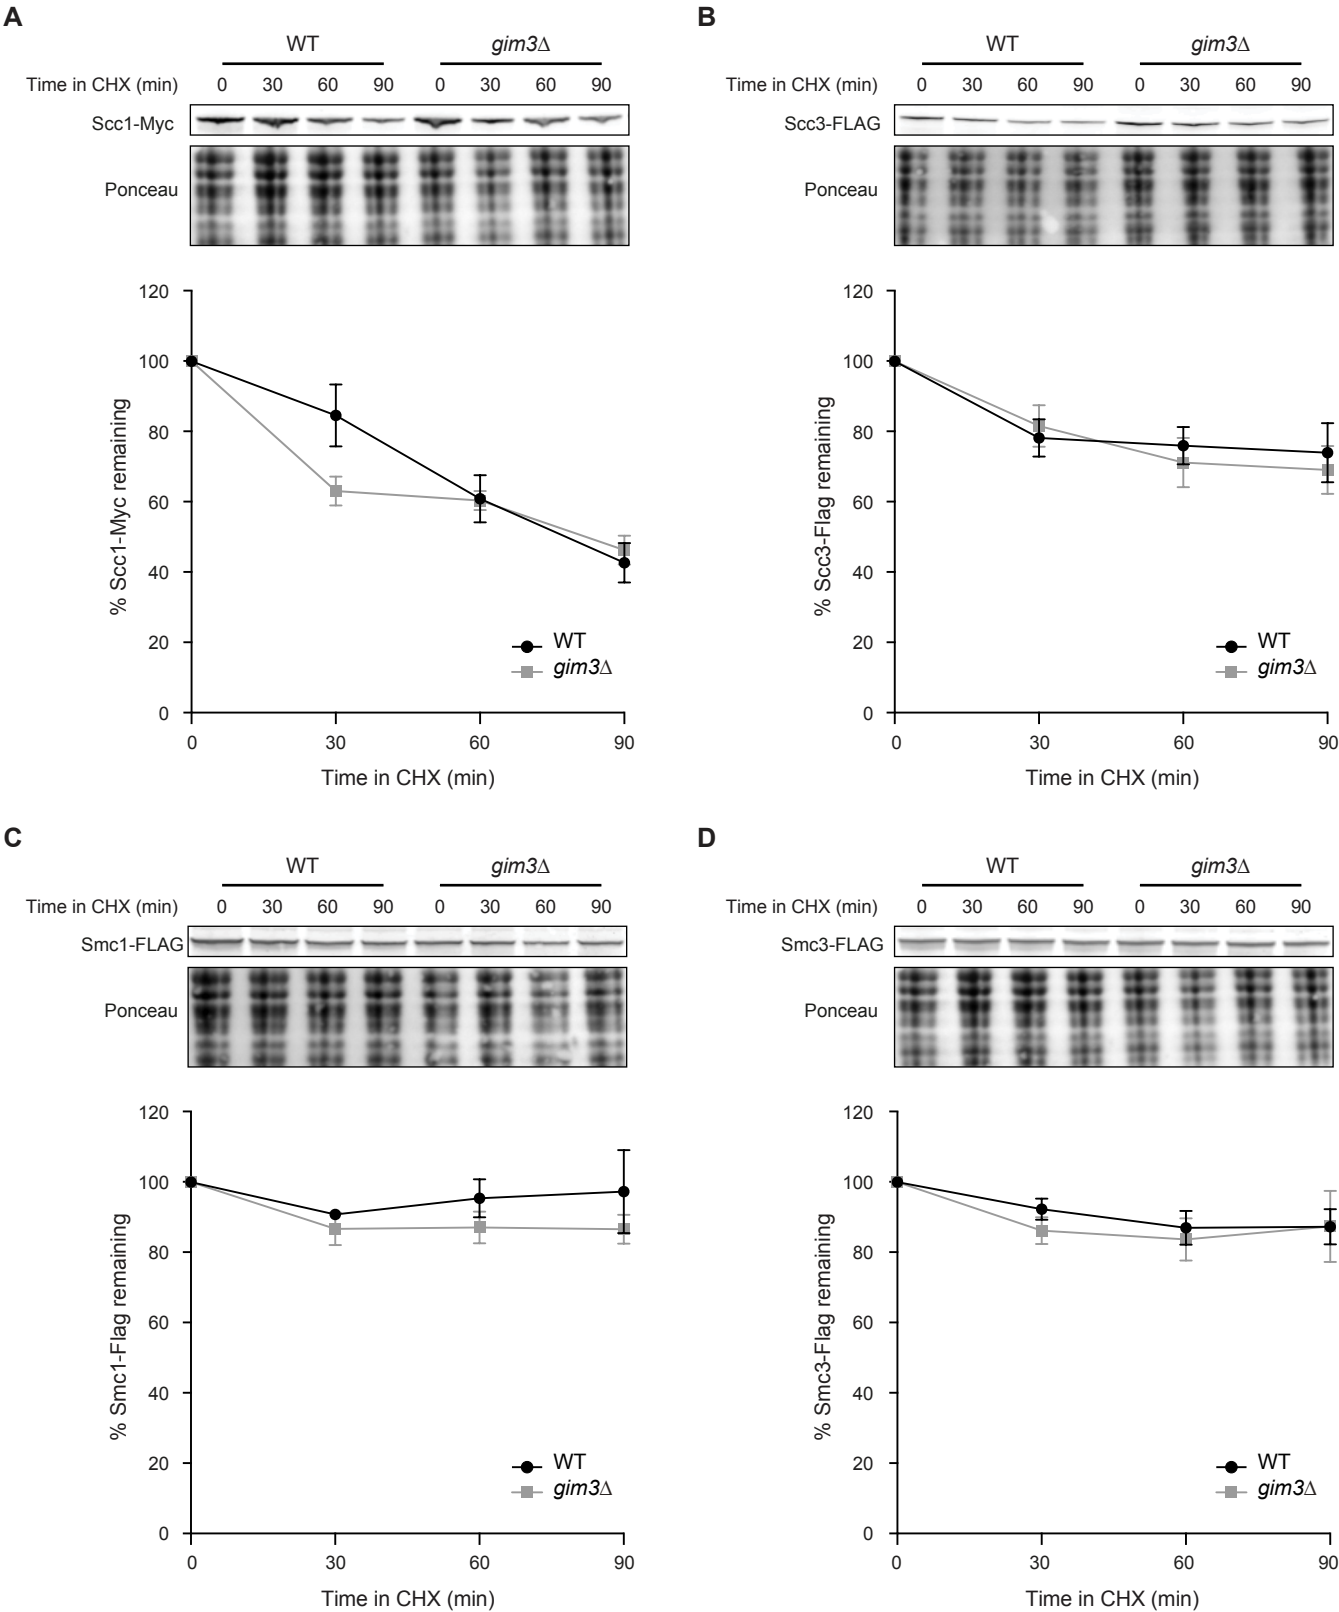 A
WT gim3Δ
Time in CHX (min) 0 30 60 90 0 30 60 90
Scc1-Myc
Ponceau
120
100
80
60
40
20
0
% Scc1-Myc remaining
WT
gim3Δ
0 30 60 90
Time in CHX (min)
B
WT gim3Δ
Time in CHX (min) 0 30 60 90 0 30 60 90
Scc3-FLAG
Ponceau
120
100
80
60
40
20
0
% Scc3-Flag remaining
WT
gim3Δ
0 30 60 90
Time in CHX (min)
C
WT gim3Δ
Time in CHX (min) 0 30 60 90 0 30 60 90
Smc1-FLAG
Ponceau
120
100
80
60
40
20
0
% Smc1-Flag remaining
WT
gim3Δ
0 30 60 90
Time in CHX (min)
D
WT gim3Δ
Time in CHX (min) 0 30 60 90 0 30 60 90
Smc3-FLAG
Ponceau
120
100
80
60
40
20
0
% Smc3-Flag remaining
WT
gim3Δ
0 30 60 90
Time in CHX (min)